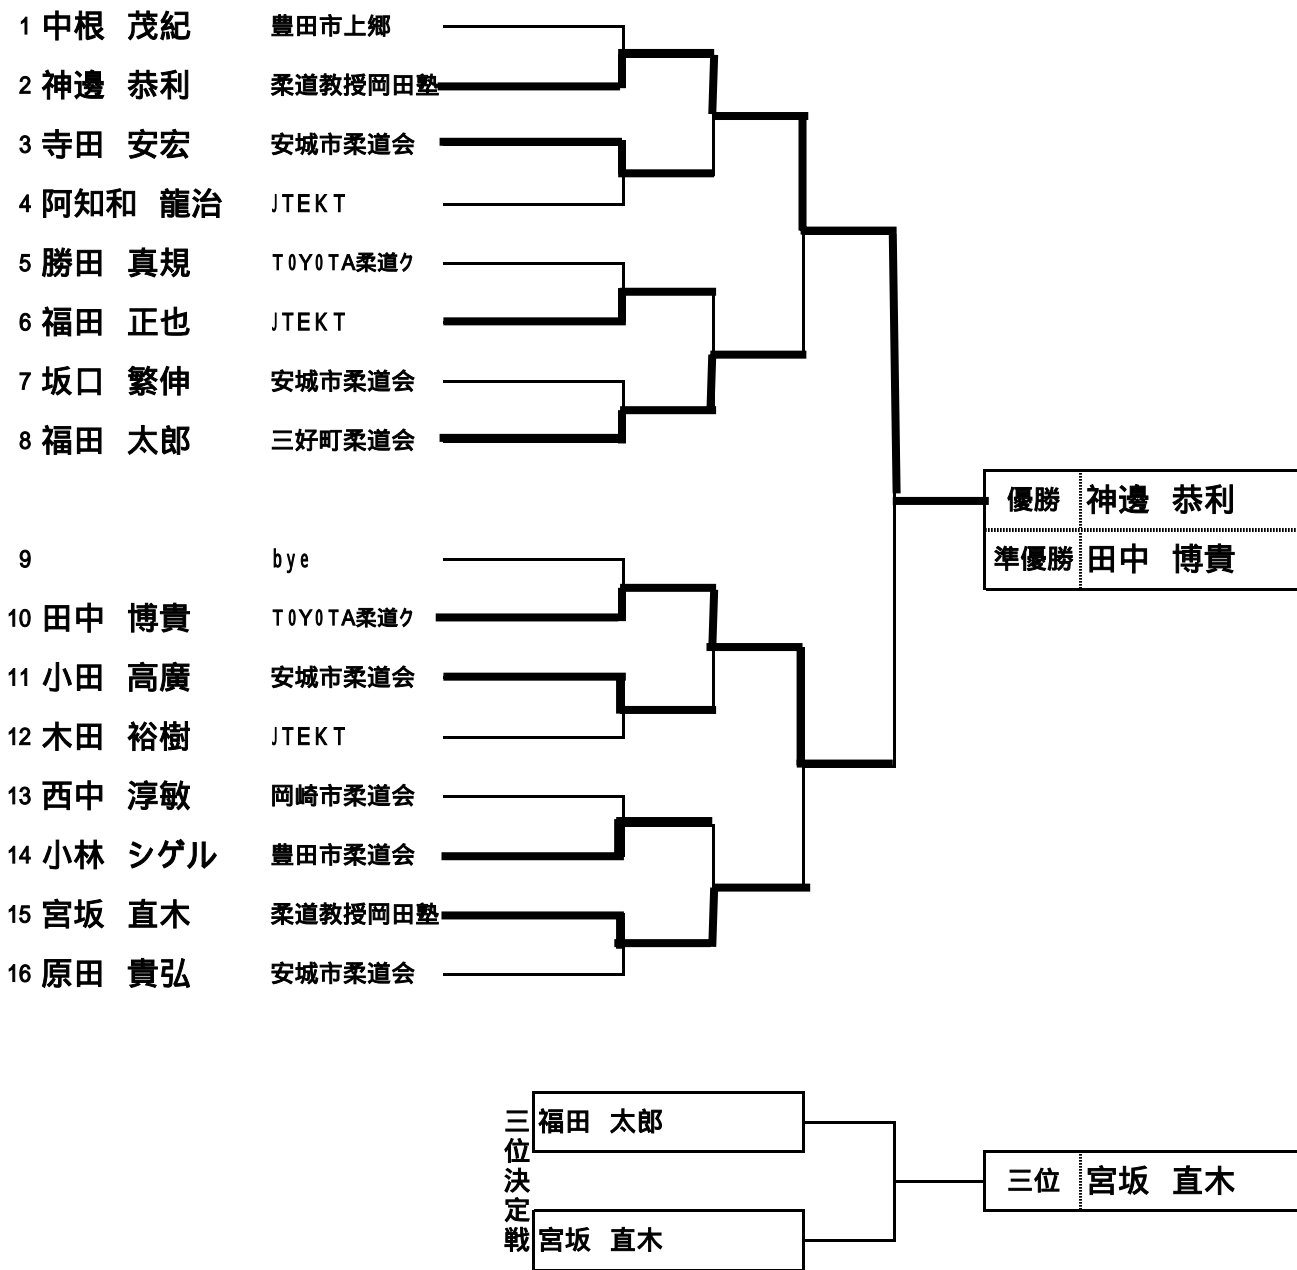 1 中根 茂紀 豊田市上郷
2 神邊 恭利 柔道教授岡田塾
3 寺田 安宏 安城市柔道会
4 阿知和 龍治 JTEKT
5 勝田 真規 TOYOTA柔道ク
6 福田 正也 JTEKT
7 坂口 繁伸 安城市柔道会
8 福田 太郎 三好町柔道会
優勝 神邊 恭利
準優勝 田中 博貴
9 bye
10 田中 博貴 TOYOTA柔道ク
11 小田 高廣 安城市柔道会
12 木田 裕樹 JTEKT
13 西中 淳敏 岡崎市柔道会
14 小林 シゲル 豊田市柔道会
15 宮坂 直木 柔道教授岡田塾
16 原田 貴弘 安城市柔道会
三位決定戦
福田 太郎
宮坂 直木
三位 宮坂 直木